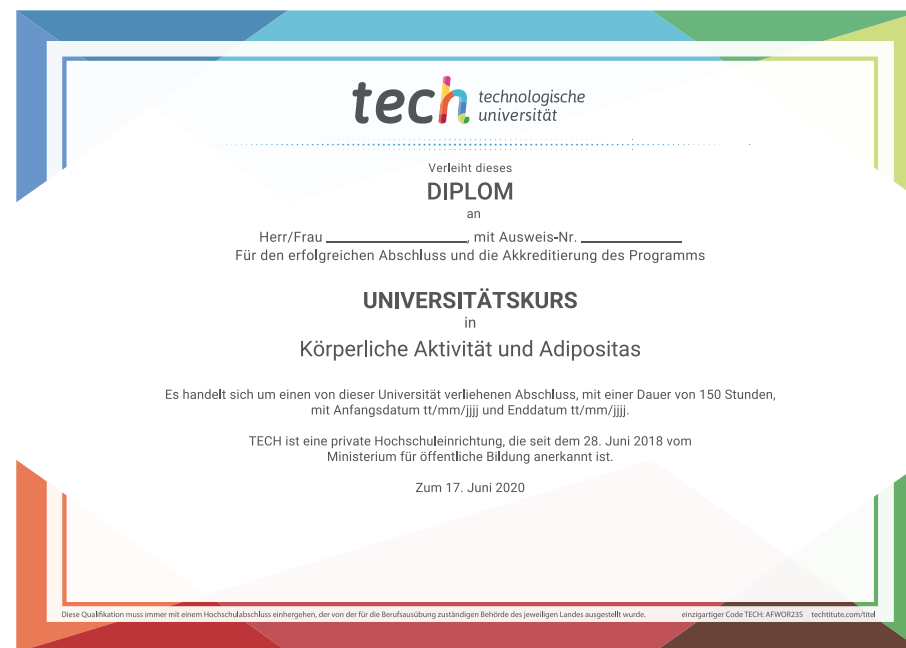 tech technologische
universität
Verleiht dieses
DIPLOM
an
Herr/Frau ____________________, mit Ausweis-Nr. ______________
Für den erfolgreichen Abschluss und die Akkreditierung des Programms
UNIVERSITÄTSKURS
in
Körperliche Aktivität und Adipositas
Es handelt sich um einen von dieser Universität verliehenen Abschluss, mit einer Dauer von 150 Stunden,
mit Anfangsdatum tt/mm/jjjj und Enddatum tt/mm/jjjj.
TECH ist eine private Hochschuleinrichtung, die seit dem 28. Juni 2018 vom
Ministerium für öffentliche Bildung anerkannt ist.
Zum 17. Juni 2020
Diese Qualifikation muss immer mit einem Hochschulabschluss einhergehen, der von der für die Berufsausübung zuständigen Behörde des jeweiligen Landes ausgestellt wurde. einzigartiger Code TECH: AFWOR23S techtitute.com/titel